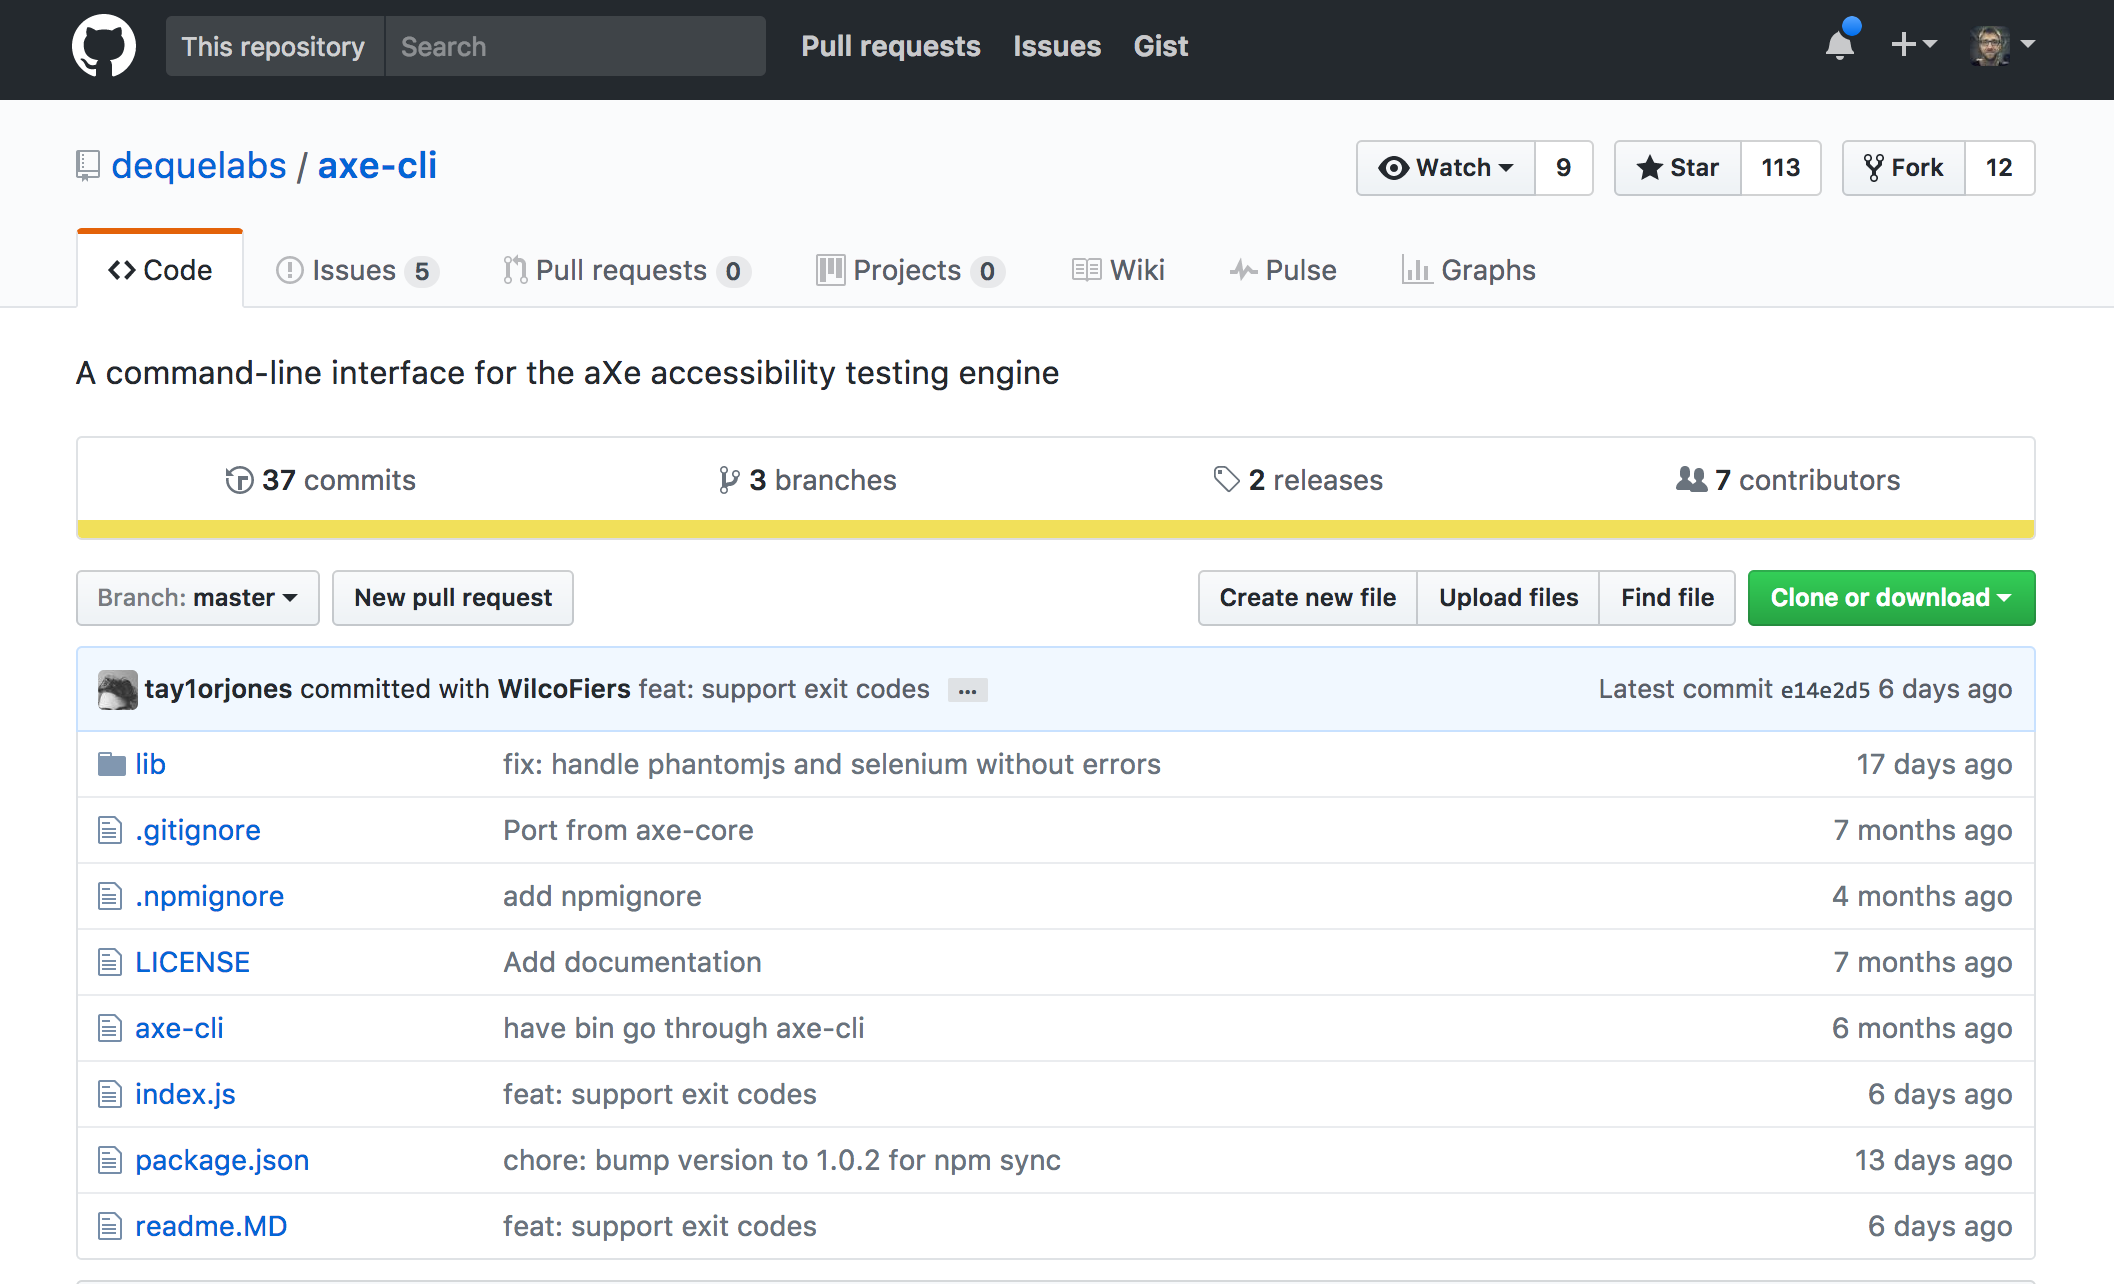 This repository Search Pull requests Issues Gist
dequelabs / axe-cli Watch 9 Star 113 Fork 12
Code Issues 5 Pull requests 0 Projects 0 Wiki Pulse Graphs
A command-line interface for the aXe accessibility testing engine
37 commits 3 branches 2 releases 7 contributors
Branch: master New pull request Create new file Upload files Find file Clone or download
tay1orjones committed with WilcoFiers feat: support exit codes … Latest commit e14e2d5 6 days ago
lib fix: handle phantomjs and selenium without errors 17 days ago
.gitignore Port from axe-core 7 months ago
.npmignore add npmignore 4 months ago
LICENSE Add documentation 7 months ago
axe-cli have bin go through axe-cli 6 months ago
index.js feat: support exit codes 6 days ago
package.json chore: bump version to 1.0.2 for npm sync 13 days ago
readme.MD feat: support exit codes 6 days ago